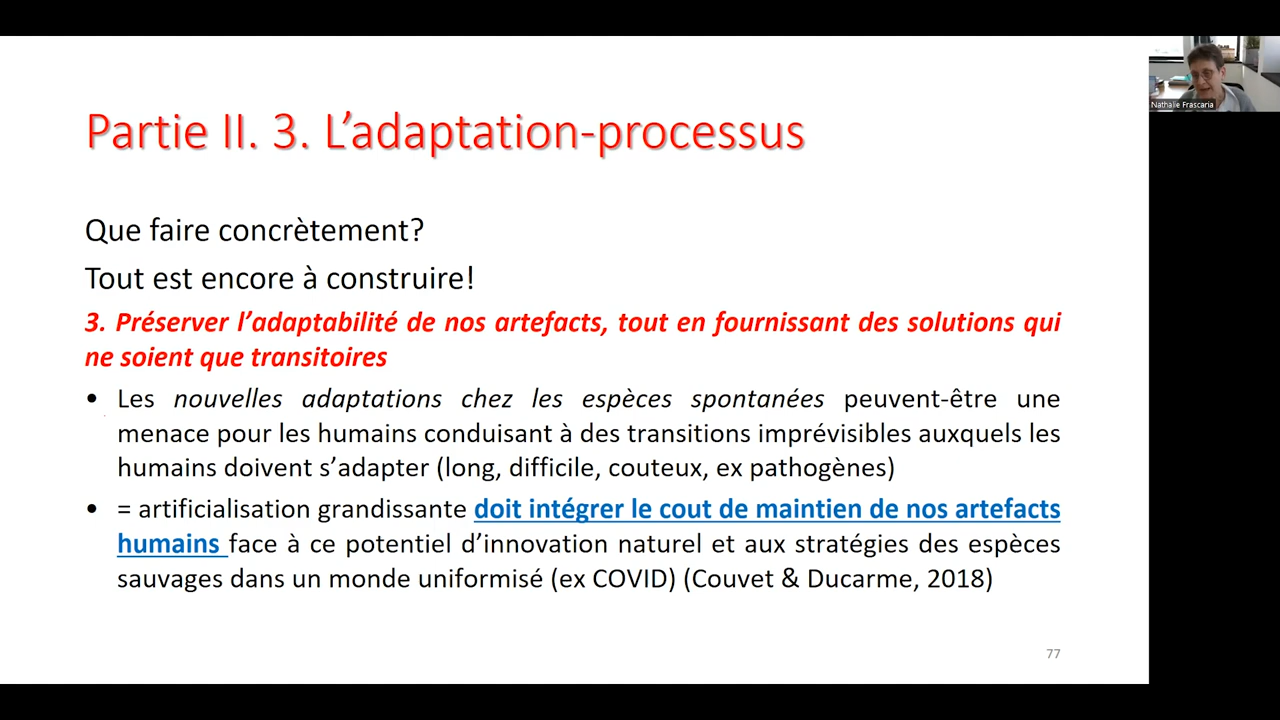 Partie II. 3. L’adaptation-processus
Nathalie Frascaria
Que faire concrètement?
Tout est encore à construire!
3. Préserver l’adaptabilité de nos artefacts, tout en fournissant des solutions qui
ne soient que transitoires
• Les nouvelles adaptations chez les espèces spontanées peuvent-être une
menace pour les humains conduisant à des transitions imprévisibles auxquels les
humains doivent s’adapter (long, difficile, couteux, ex pathogènes)
• = artificialisation grandissante doit intégrer le cout de maintien de nos artefacts
humains face à ce potentiel d’innovation naturel et aux stratégies des espèces
sauvages dans un monde uniformisé (ex COVID) (Couvet & Ducarme, 2018)
77